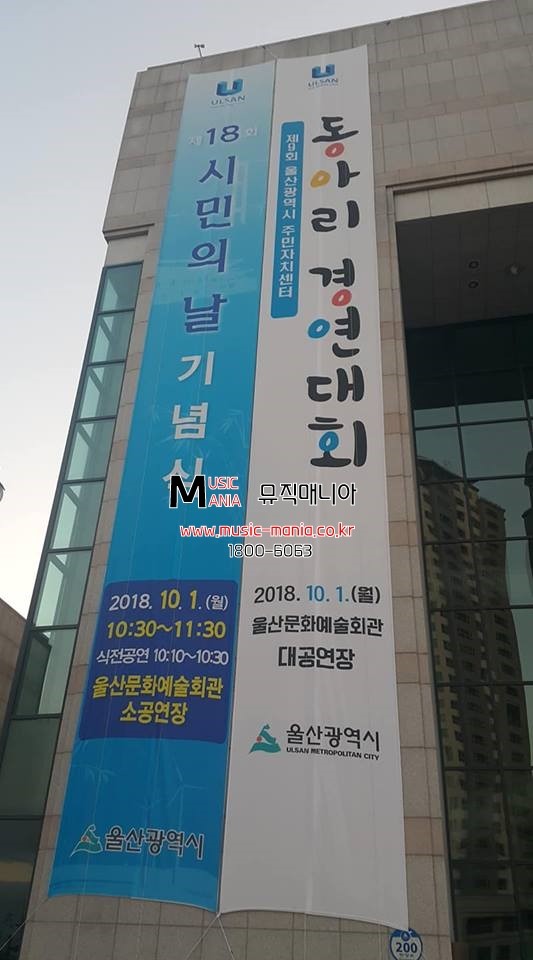 ULSAN
제18회
시민의 날
기념식
2018. 10. 1.(월)
10:30~11:30
식전공연 10:10~10:30
울산문화예술회관
소공연장
울산광역시
ULSAN
제9회 울산광역시 주민자치센터
동아리 경연대회
2018. 10. 1.(월)
울산문화예술회관
대공연장
울산광역시
ULSAN METROPOLITAN CITY
MUSIC MANIA 뮤직매니아
www.music-mania.co.kr
1800-6063
200